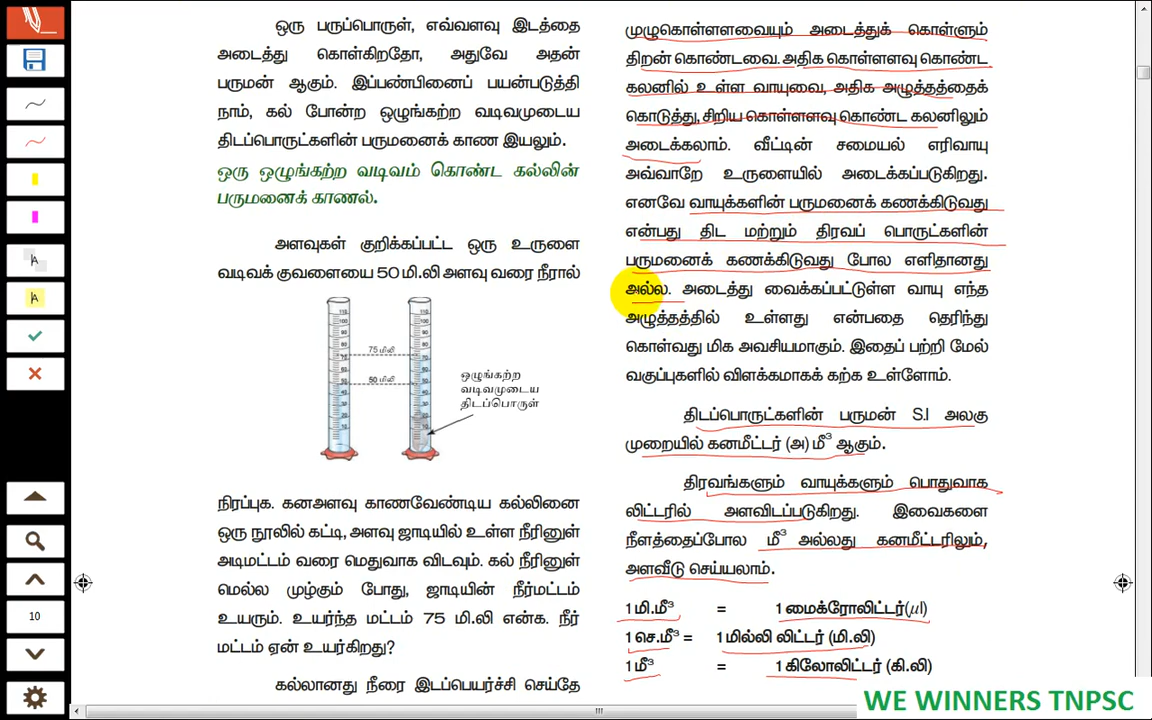 ஒரு பருப்பொருள், எவ்வளவு இடத்தை
அடைத்து கொள்கிறதோ, அதுவே அதன்
பருமன் ஆகும். இப்பண்பினைப் பயன்படுத்தி
நாம், கல் போன்ற ஒழுங்கற்ற வடிவமுடைய
திடப்பொருட்களின் பருமனைக் காண இயலும்.
ஒரு ஒழுங்கற்ற வடிவம் கொண்ட கல்லின்
பருமனைக் காணல்.
அளவுகள் குறிக்கப்பட்ட ஒரு உருளை
வடிவக் குவளையை 50 மி.லி அளவு வரை நீரால்
75 மிலி
50 மிலி
ஒழுங்கற்ற
வடிவமுடைய
திடப்பொருள்
நிரப்புக. கனஅளவு காணவேண்டிய கல்லினை
ஒரு நூலில் கட்டி, அளவு ஜாடியில் உள்ள நீரினுள்
அடிமட்டம் வரை மெதுவாக விடவும். கல் நீரினுள்
மெல்ல முழ்கும் போது, ஜாடியின் நீர்மட்டம்
உயரும். உயர்ந்த மட்டம் 75 மி.லி என்க. நீர்
மட்டம் ஏன் உயர்கிறது?
கல்லானது நீரை இடப்பெயர்ச்சி செய்தே
முழுகொள்ளளவையும் அடைத்துக் கொள்ளும்
திறன் கொண்டவை. அதிக கொள்ளளவு கொண்ட
கலனில் உள்ள வாயுவை, அதிக அழுத்தத்தைக்
கொடுத்து, சிறிய கொள்ளளவு கொண்ட கலனிலும்
அடைக்கலாம். வீட்டின் சமையல் எரிவாயு
அவ்வாறே உருளையில் அடைக்கப்படுகிறது.
எனவே வாயுக்களின் பருமனைக் கணக்கிடுவது
என்பது திட மற்றும் திரவப் பொருட்களின்
பருமனைக் கணக்கிடுவது போல எளிதானது
அல்ல. அடைத்து வைக்கப்பட்டுள்ள வாயு எந்த
அழுத்தத்தில் உள்ளது என்பதை தெரிந்து
கொள்வது மிக அவசியமாகும். இதைப் பற்றி மேல்
வகுப்புகளில் விளக்கமாகக் கற்க உள்ளோம்.
திடப்பொருட்களின் பருமன் S.I அலகு
முறையில் கனமீட்டர் (அ) மீ³ ஆகும்.
திரவங்களும் வாயுக்களும் பொதுவாக
லிட்டரில் அளவிடப்படுகிறது. இவைகளை
நீளத்தைப்போல மீ³ அல்லது கனமீட்டரிலும்,
அளவீடு செய்யலாம்.
1 மி.மீ³ = 1 மைக்ரோலிட்டர்(µl)
1 செ.மீ³ = 1 மில்லி லிட்டர் (மி.லி)
1 மீ³ = 1 கிலோலிட்டர் (கி.லி)
10
WE WINNERS TNPSC